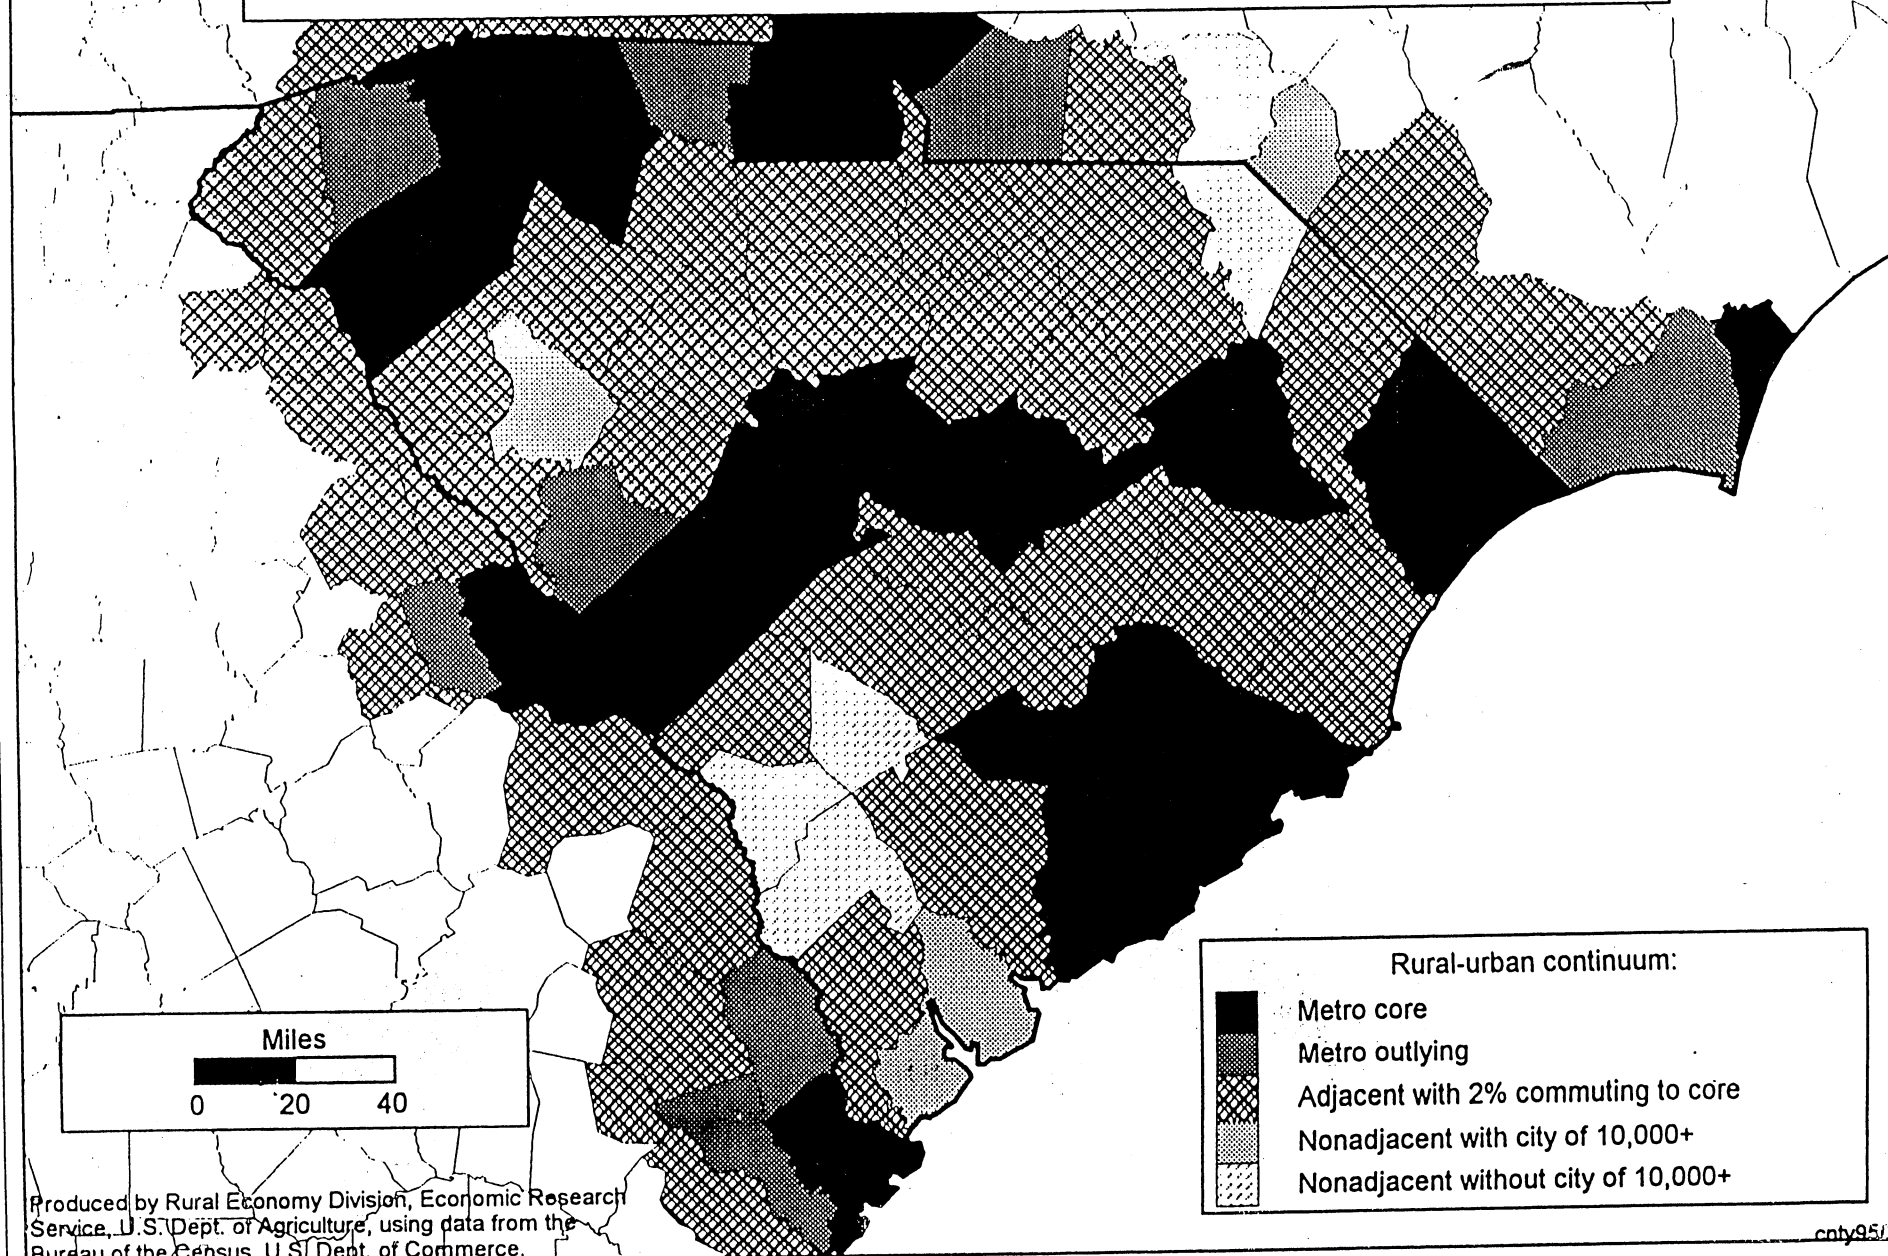 Rural-urban continuum:
Metro core
Metro outlying
Adjacent with 2% commuting to core
Nonadjacent with city of 10,000+
Nonadjacent without city of 10,000+
Miles
0 20 40
Produced by Rural Economy Division, Economic Research
Service, U.S. Dept. of Agriculture, using data from the
Bureau of the Census, U.S. Dept. of Commerce.